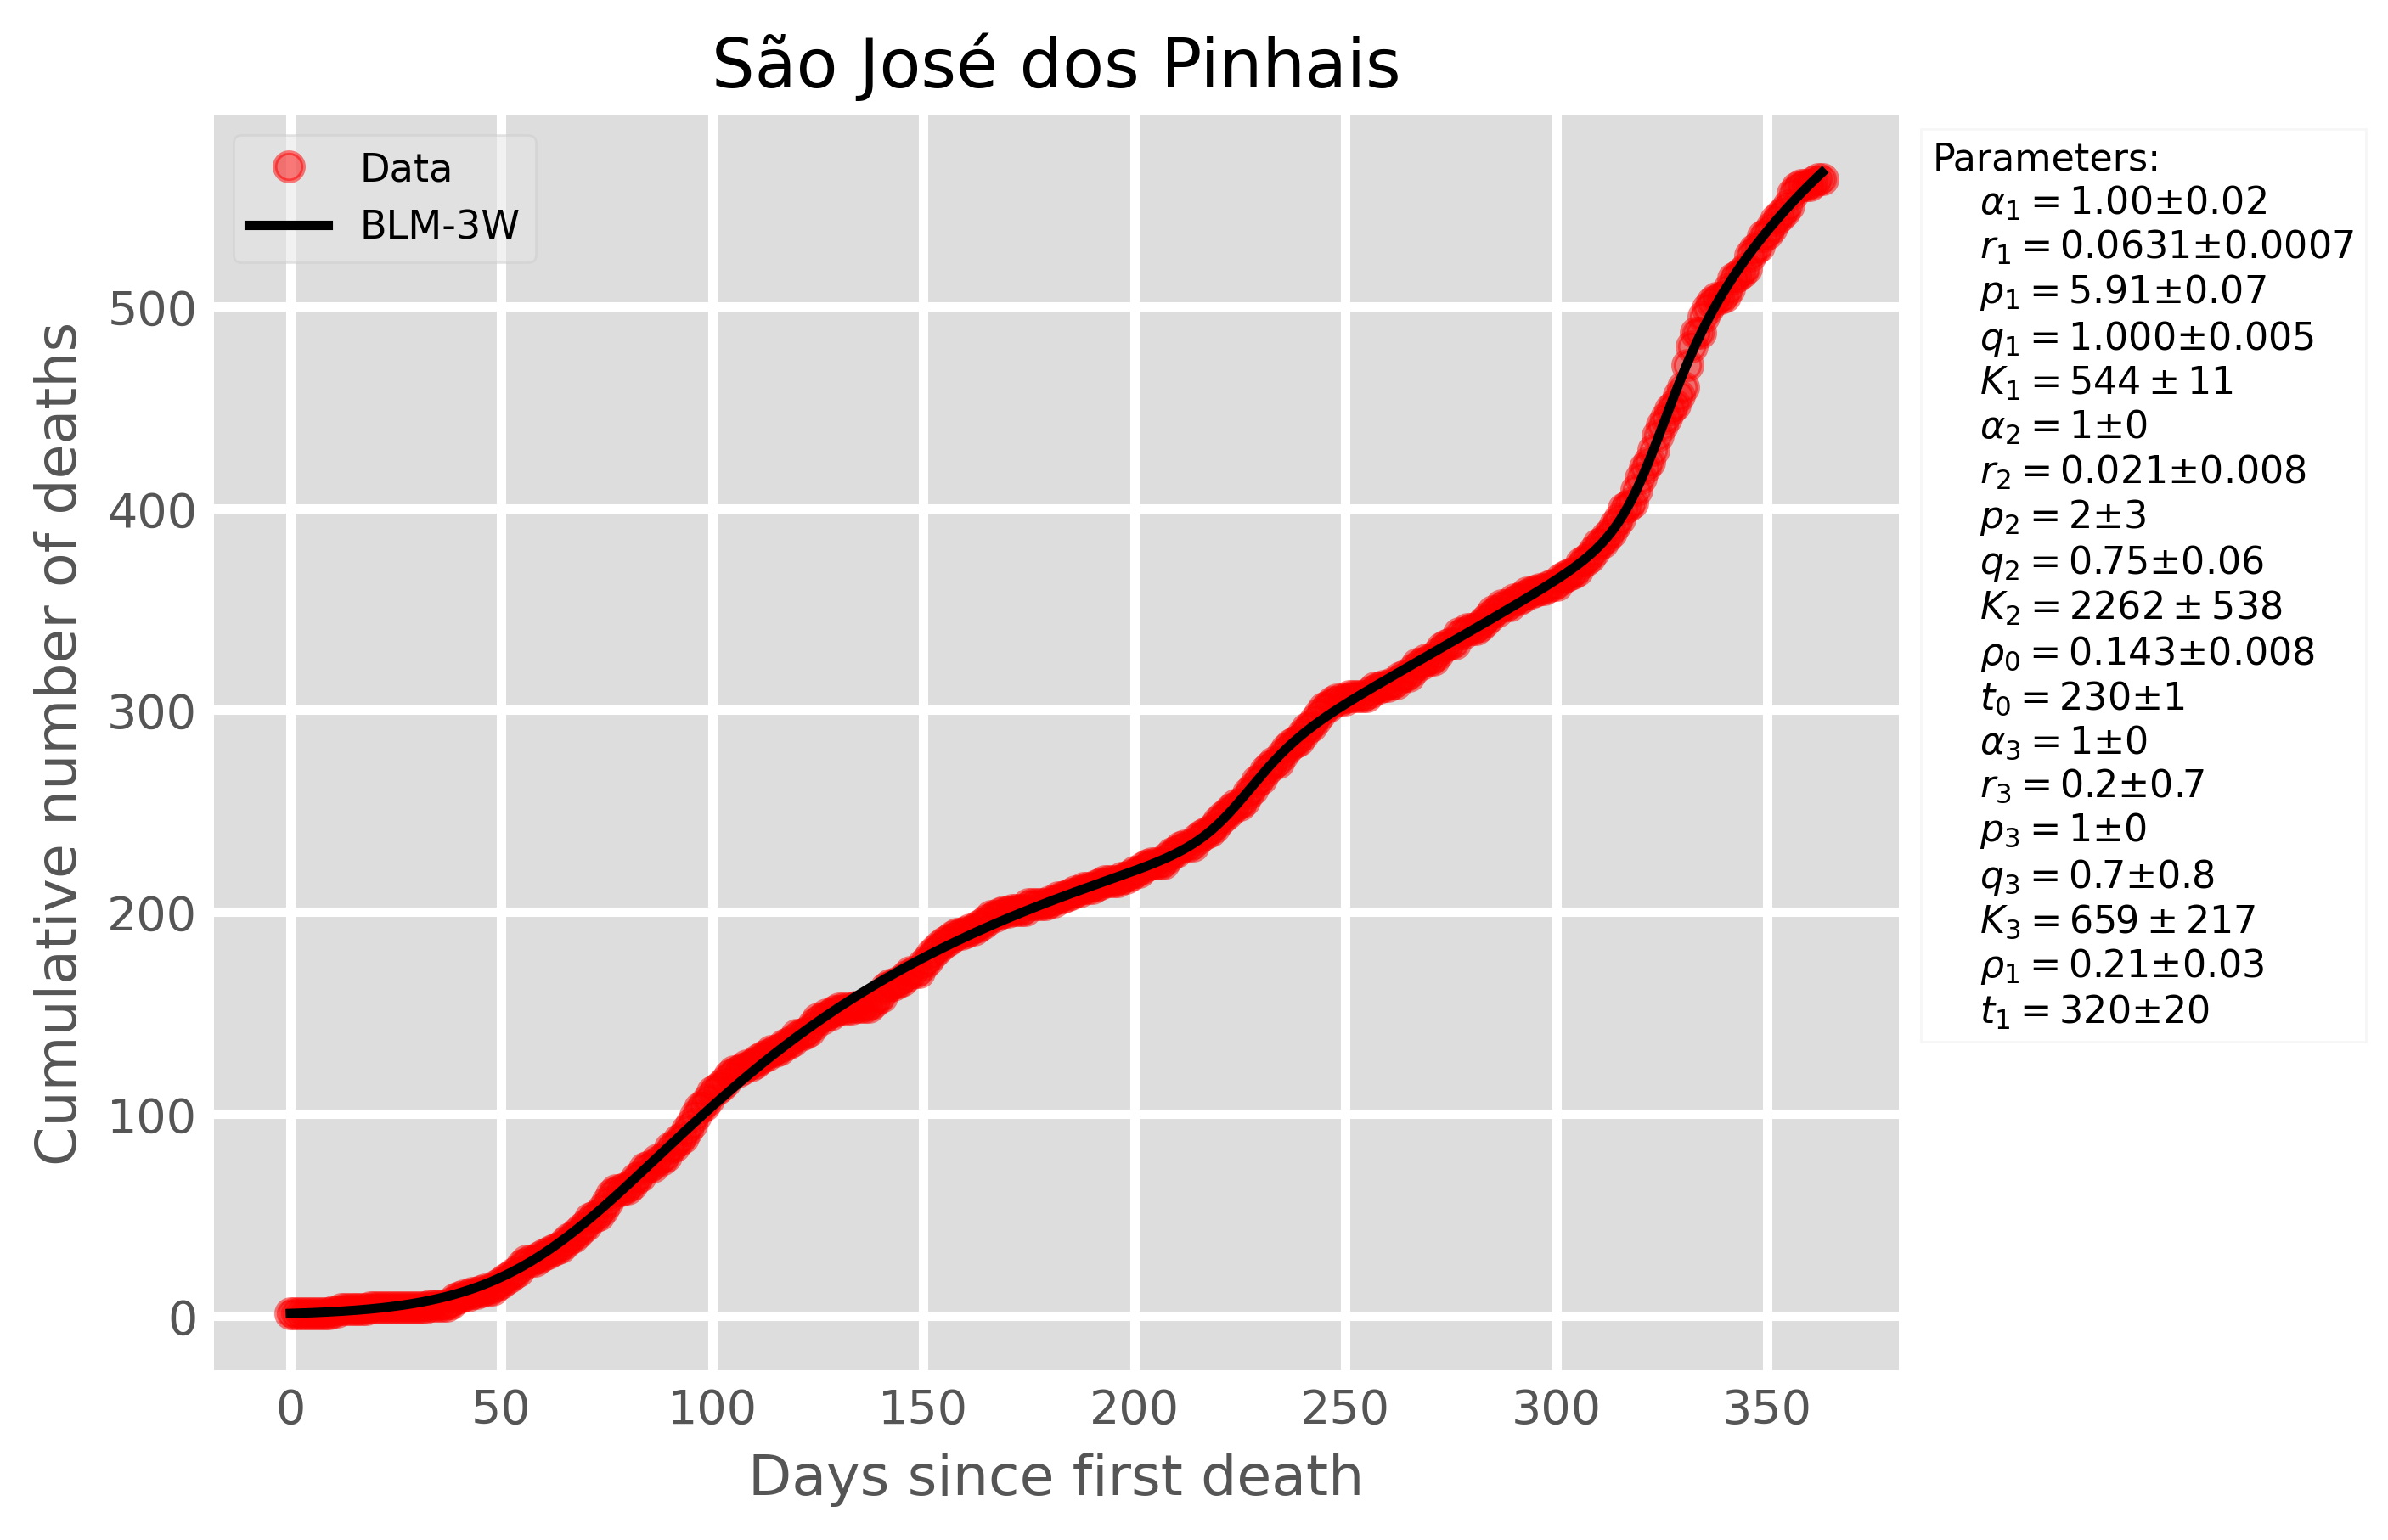 São José dos Pinhais
Data
BLM-3W
Cumulative number of deaths
500
400
300
200
100
0
0 50 100 150 200 250 300 350
Days since first death
Parameters:
α₁ = 1.00±0.02
r₁ = 0.0631±0.0007
p₁ = 5.91±0.07
q₁ = 1.000±0.005
K₁ = 544 ± 11
α₂ = 1±0
r₂ = 0.021±0.008
p₂ = 2±3
q₂ = 0.75±0.06
K₂ = 2262 ± 538
ρ₀ = 0.143±0.008
t₀ = 230±1
α₃ = 1±0
r₃ = 0.2±0.7
p₃ = 1±0
q₃ = 0.7±0.8
K₃ = 659 ± 217
ρ₁ = 0.21±0.03
t₁ = 320±20